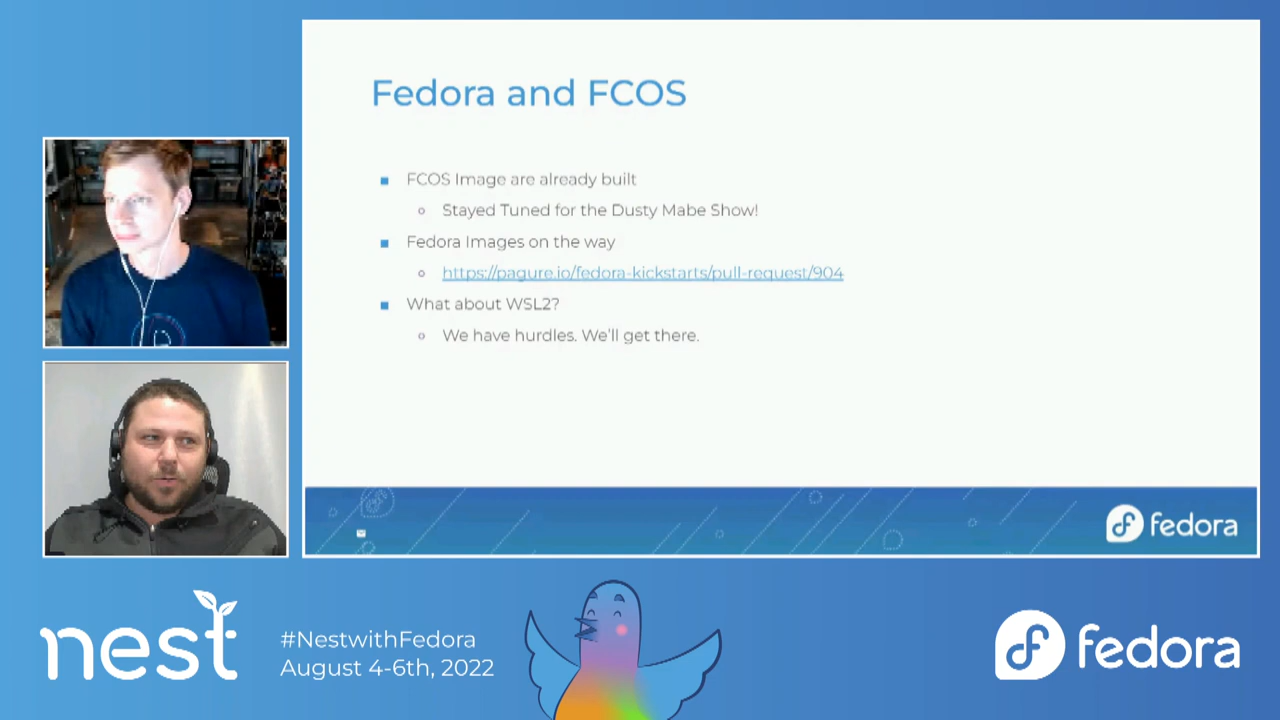 Fedora and FCOS
FCOS Image are already built
Stayed Tuned for the Dusty Mabe Show!
Fedora Images on the way
https://pagure.io/fedora-kickstarts/pull-request/904
What about WSL2?
We have hurdles. We'll get there.
fedora
nest
#NestwithFedora
August 4-6th, 2022
fedora